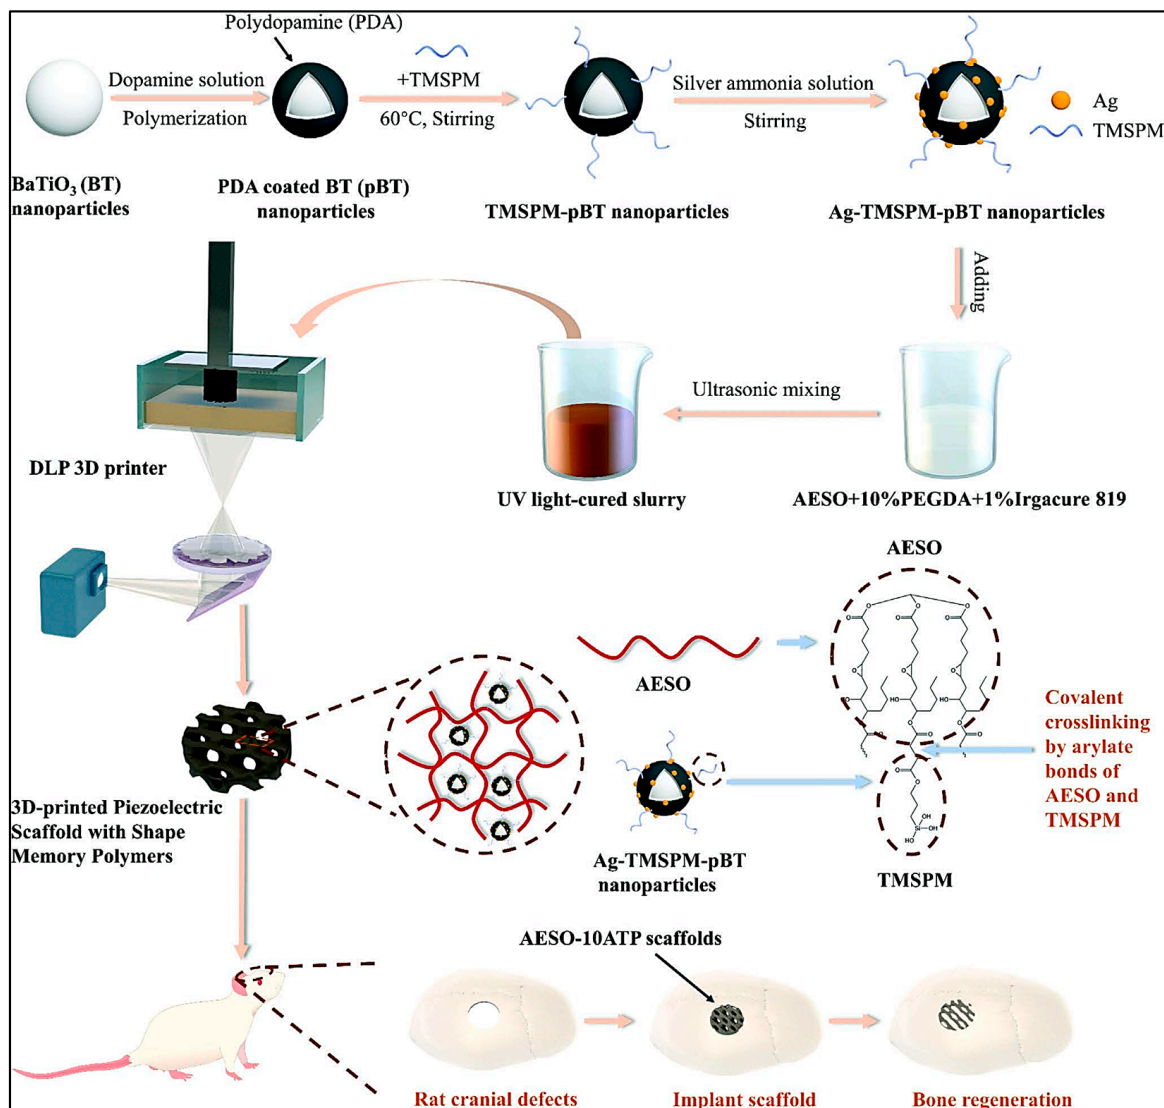 Polydopamine (PDA)
Dopamine solution
Polymerization
+TMSPM
60°C, Stirring
Silver ammonia solution
Stirring
Ag
TMSPM
BaTiO₃ (BT)
nanoparticles
PDA coated BT (pBT)
nanoparticles
TMSPM-pBT nanoparticles
Ag-TMSPM-pBT nanoparticles
Adding
Ultrasonic mixing
DLP 3D printer
UV light-cured slurry
AESO+10%PEGDA+1%Irgacure 819
AESO
AESO
Covalent
crosslinking
by arylate
bonds of
AESO and
TMSPM
3D-printed Piezoelectric
Scaffold with Shape
Memory Polymers
Ag-TMSPM-pBT
nanoparticles
TMSPM
AESO-10ATP scaffolds
Rat cranial defects
Implant scaffold
Bone regeneration